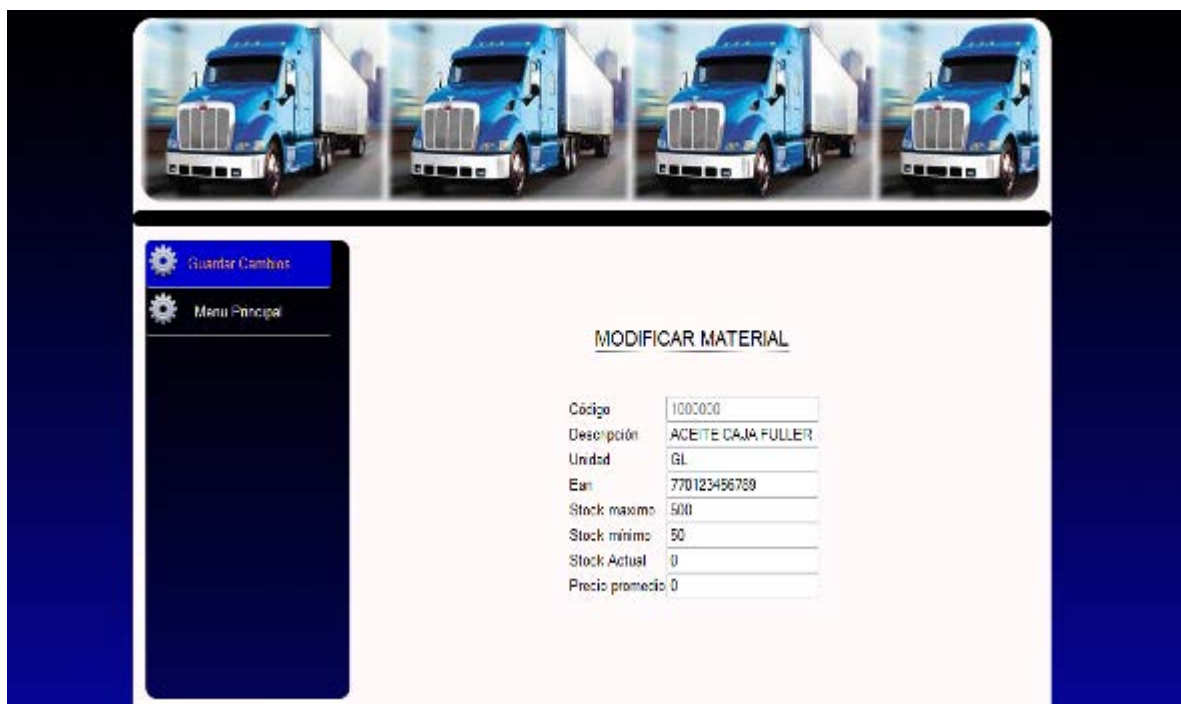 Guardar Cambios
Menu Principal
MODIFICAR MATERIAL
Código 1000000
Descripción ACEITE CAJA FULLER
Unidad GL
Ean 770123456789
Stock maximo 500
Stock mínimo 50
Stock Actual 0
Precio promedio 0